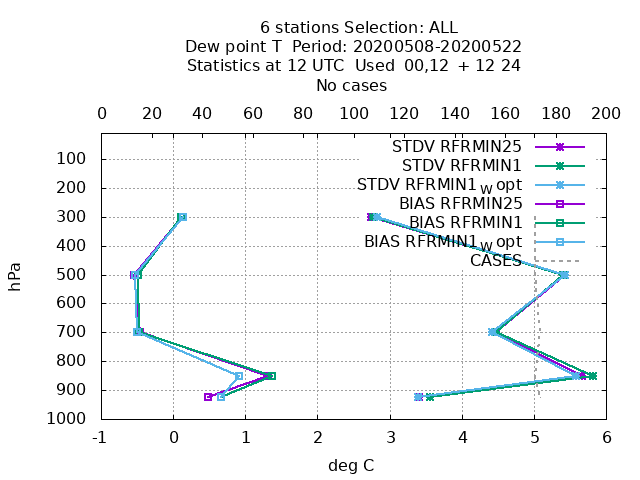 6 stations Selection: ALL
Dew point T  Period: 20200508-20200522
Statistics at 12 UTC  Used  00,12  + 12 24
No cases
0 20 40 60 80 100 120 140 160 180 200
STDV RFRMIN25
STDV RFRMIN1
STDV RFRMIN1_w opt
BIAS RFRMIN25
BIAS RFRMIN1
BIAS RFRMIN1_w opt
CASES
100
200
300
400
500
600
700
800
900
1000
hPa
-1 0 1 2 3 4 5 6
deg C